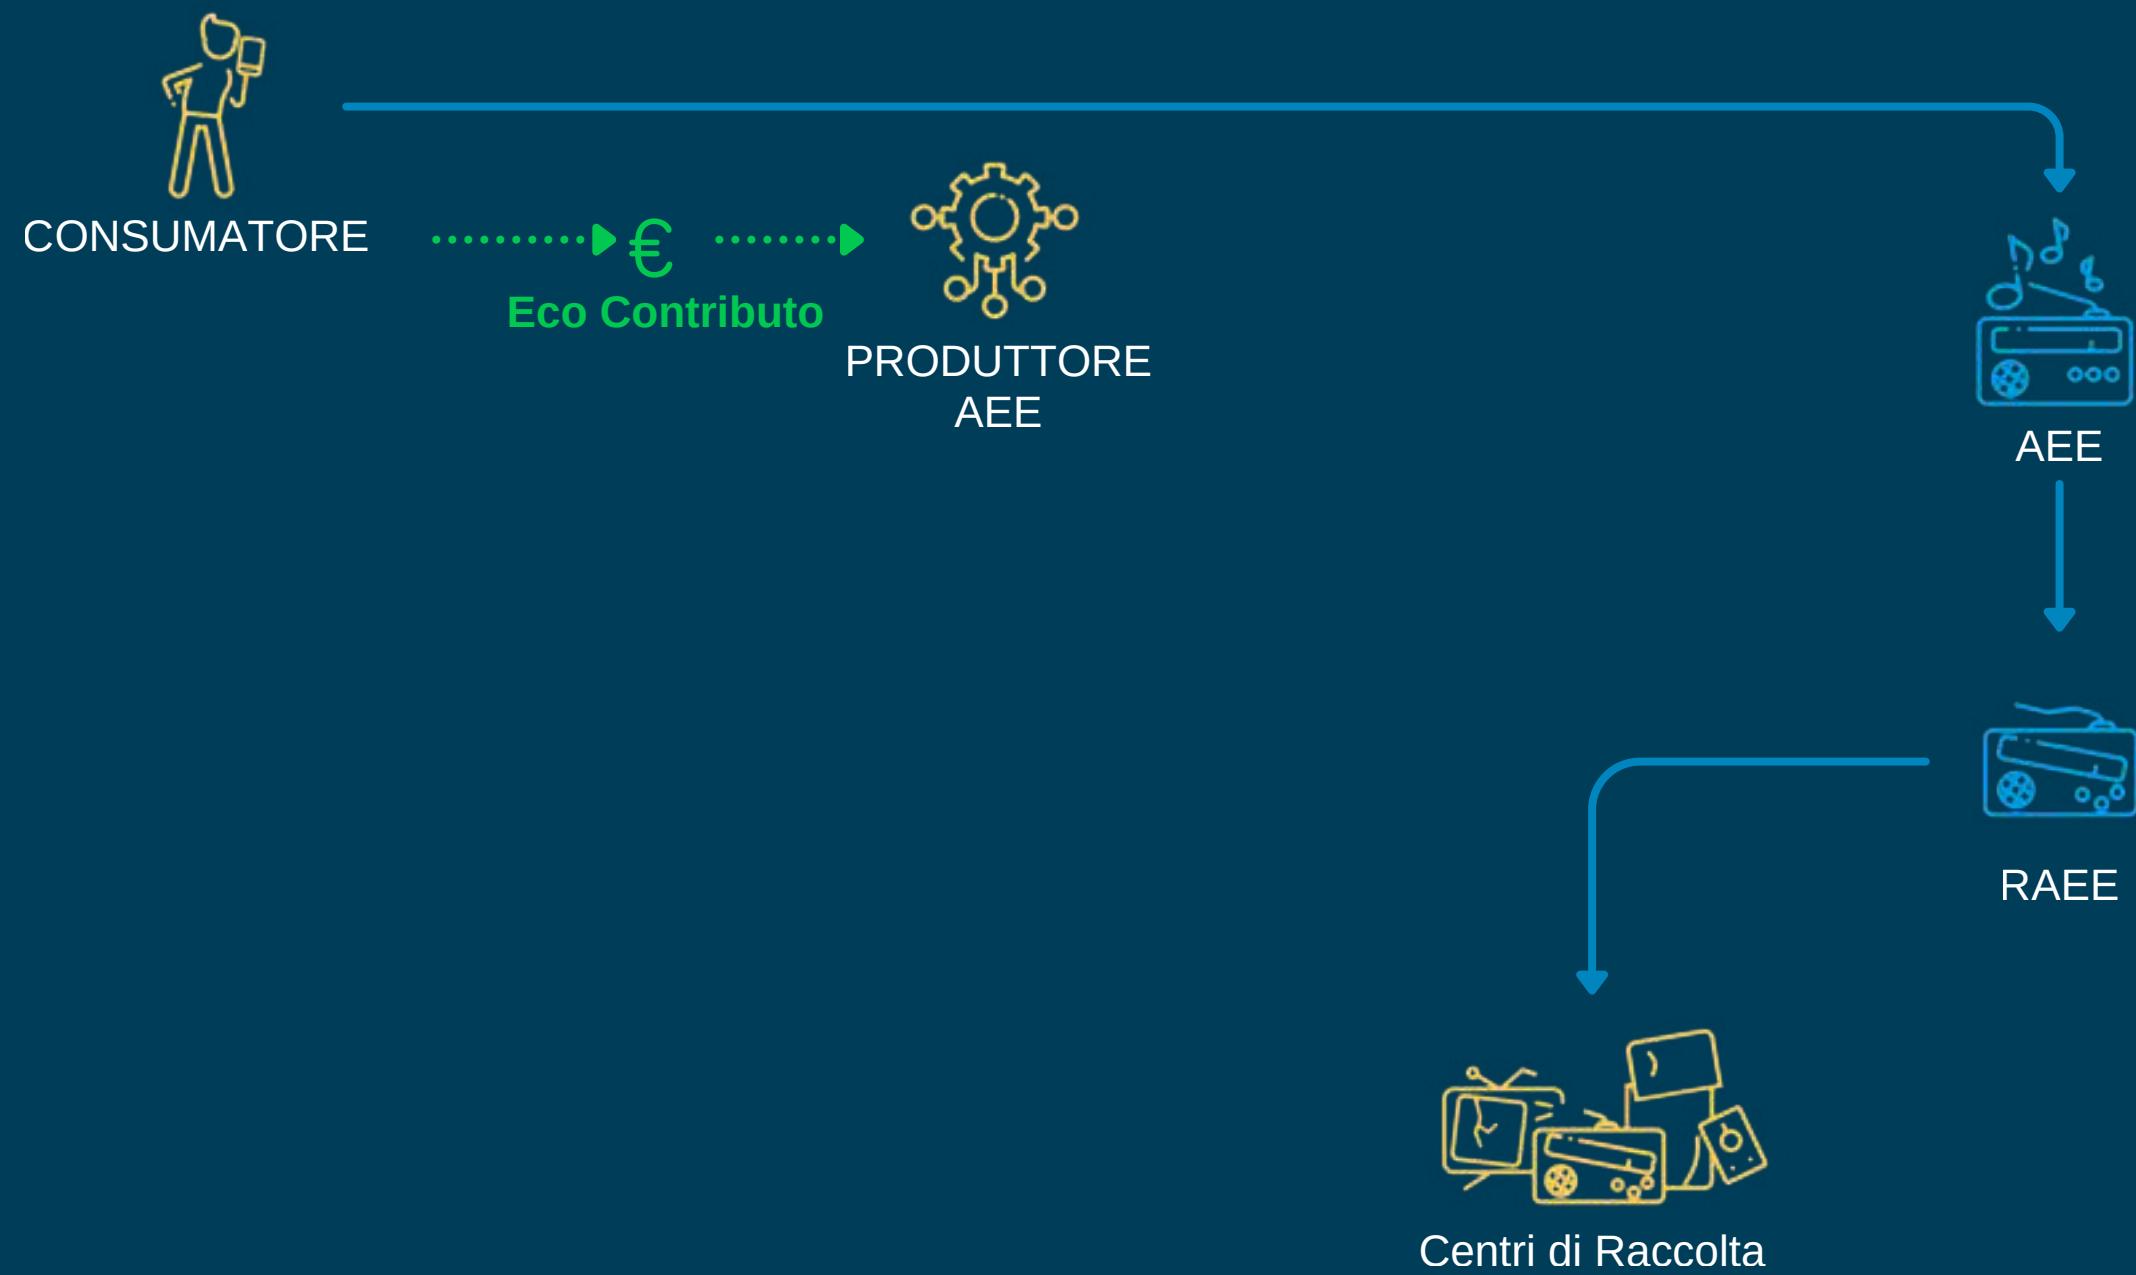 CONSUMATORE
€
Eco Contributo
PRODUTTORE
AEE
AEE
RAEE
Centri di Raccolta